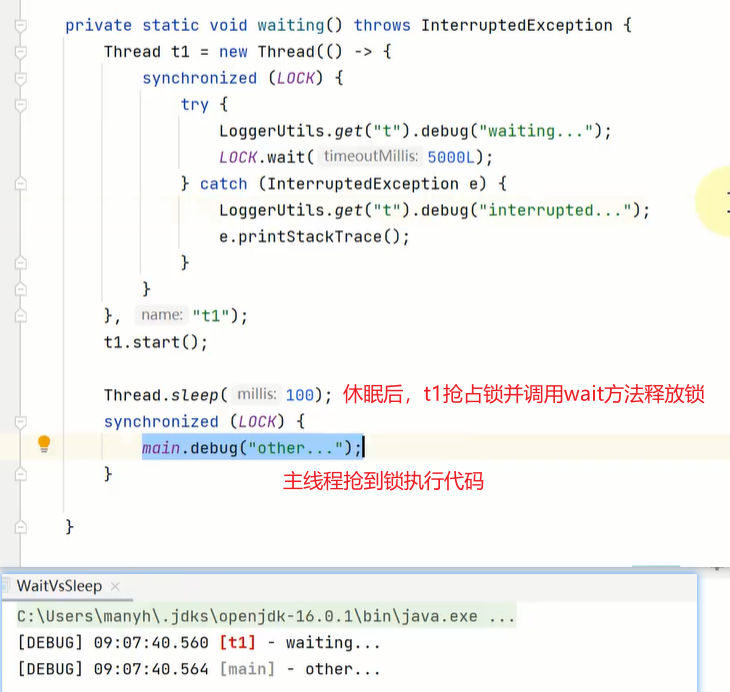 private static void waiting() throws InterruptedException {
Thread t1 = new Thread(() -> {
synchronized (LOCK) {
try {
LoggerUtils.get("t").debug("waiting...");
LOCK.wait( timeoutMillis: 5000L);
} catch (InterruptedException e) {
LoggerUtils.get("t").debug("interrupted...");
e.printStackTrace();
}
}
}, name: "t1");
t1.start();
Thread.sleep( millis: 100); 休眠后，t1抢占锁并调用wait方法释放锁
synchronized (LOCK) {
main.debug("other...");
}
主线程抢到锁执行代码
}
WaitVsSleep ×
C:\Users\manyh\.jdks\openjdk-16.0.1\bin\java.exe ...
[DEBUG] 09:07:40.560 [t1] - waiting...
[DEBUG] 09:07:40.564 [main] - other...